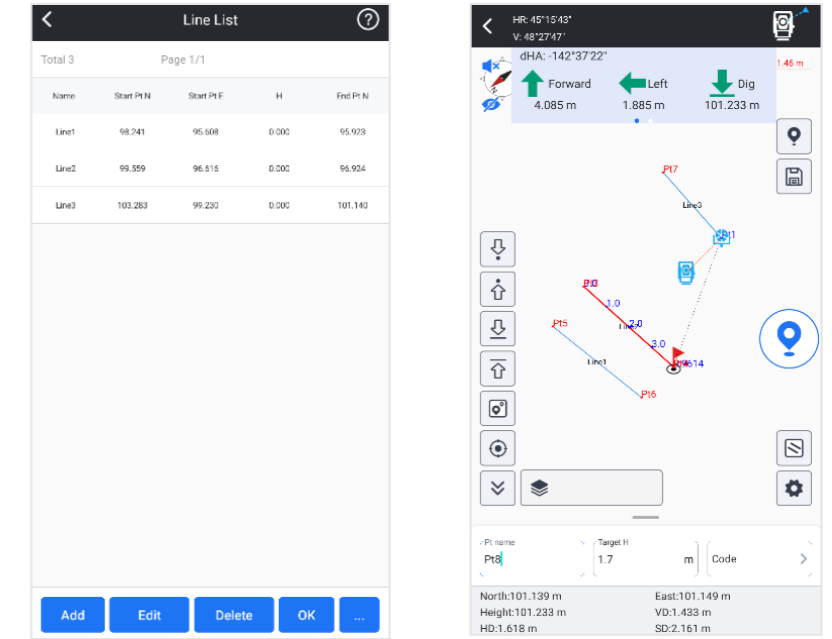 Line List
?
Total 3 Page 1/1
Name Start Pt N Start Pt E H End Pt N
Line1 98.241 95.608 0.000 95.923
Line2 99.559 96.616 0.000 96.924
Line3 103.283 99.230 0.000 101.140
Add Edit Delete OK ...
HR: 45°15'43"
V: 48°27'47"
dHA: -142°37'22"
1.46 m
Forward Left Dig
4.085 m 1.885 m 101.233 m
Pt7
Line3
1.0
2.0
Pt5
3.0
Line1
Pt6
Pt name Target H
Pt8 1.7 m Code
North:101.139 m East:101.149 m
Height:101.233 m VD:1.433 m
HD:1.618 m SD:2.161 m